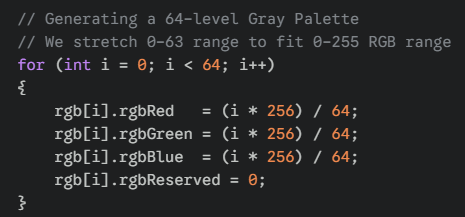 // Generating a 64-level Gray Palette
// We stretch 0-63 range to fit 0-255 RGB range
for (int i = 0; i < 64; i++)
{
    rgb[i].rgbRed   = (i * 256) / 64;
    rgb[i].rgbGreen = (i * 256) / 64;
    rgb[i].rgbBlue  = (i * 256) / 64;
    rgb[i].rgbReserved = 0;
}